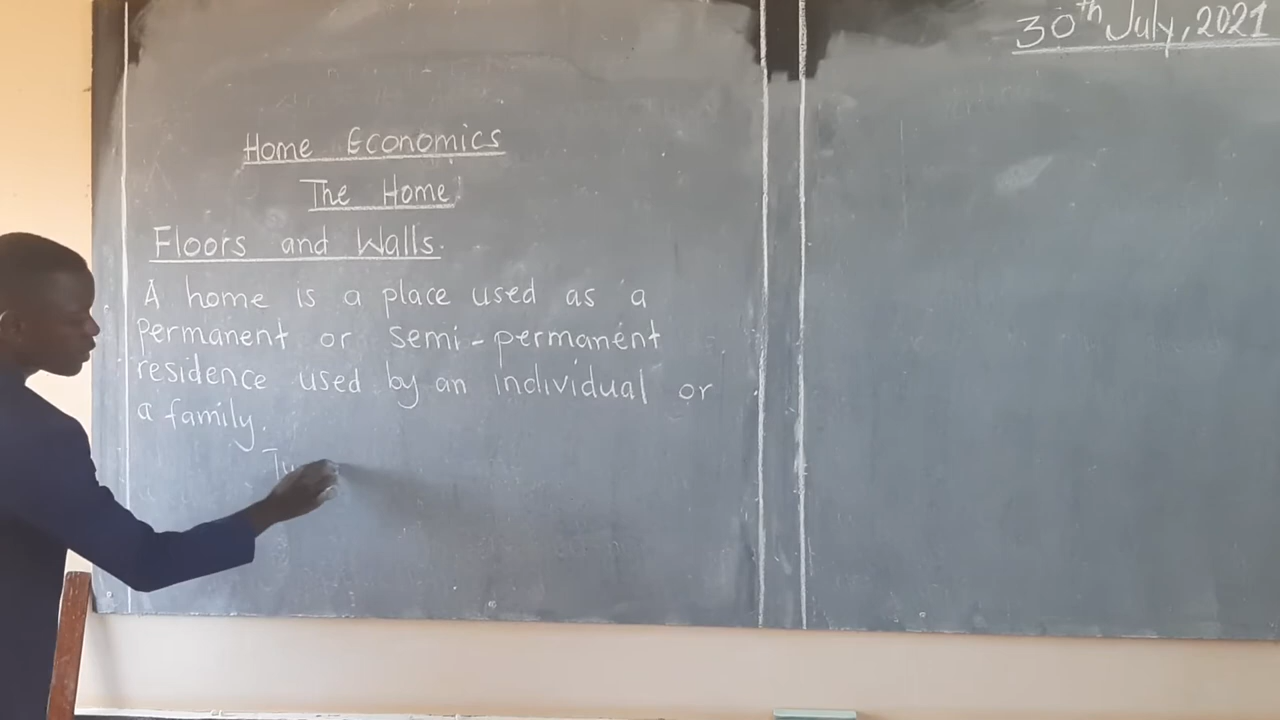 30th July, 2021
Home Economics
The Home
Floors and Walls.
A home is a place used as a
permanent or semi-permanent
residence used by an individual or
a family.